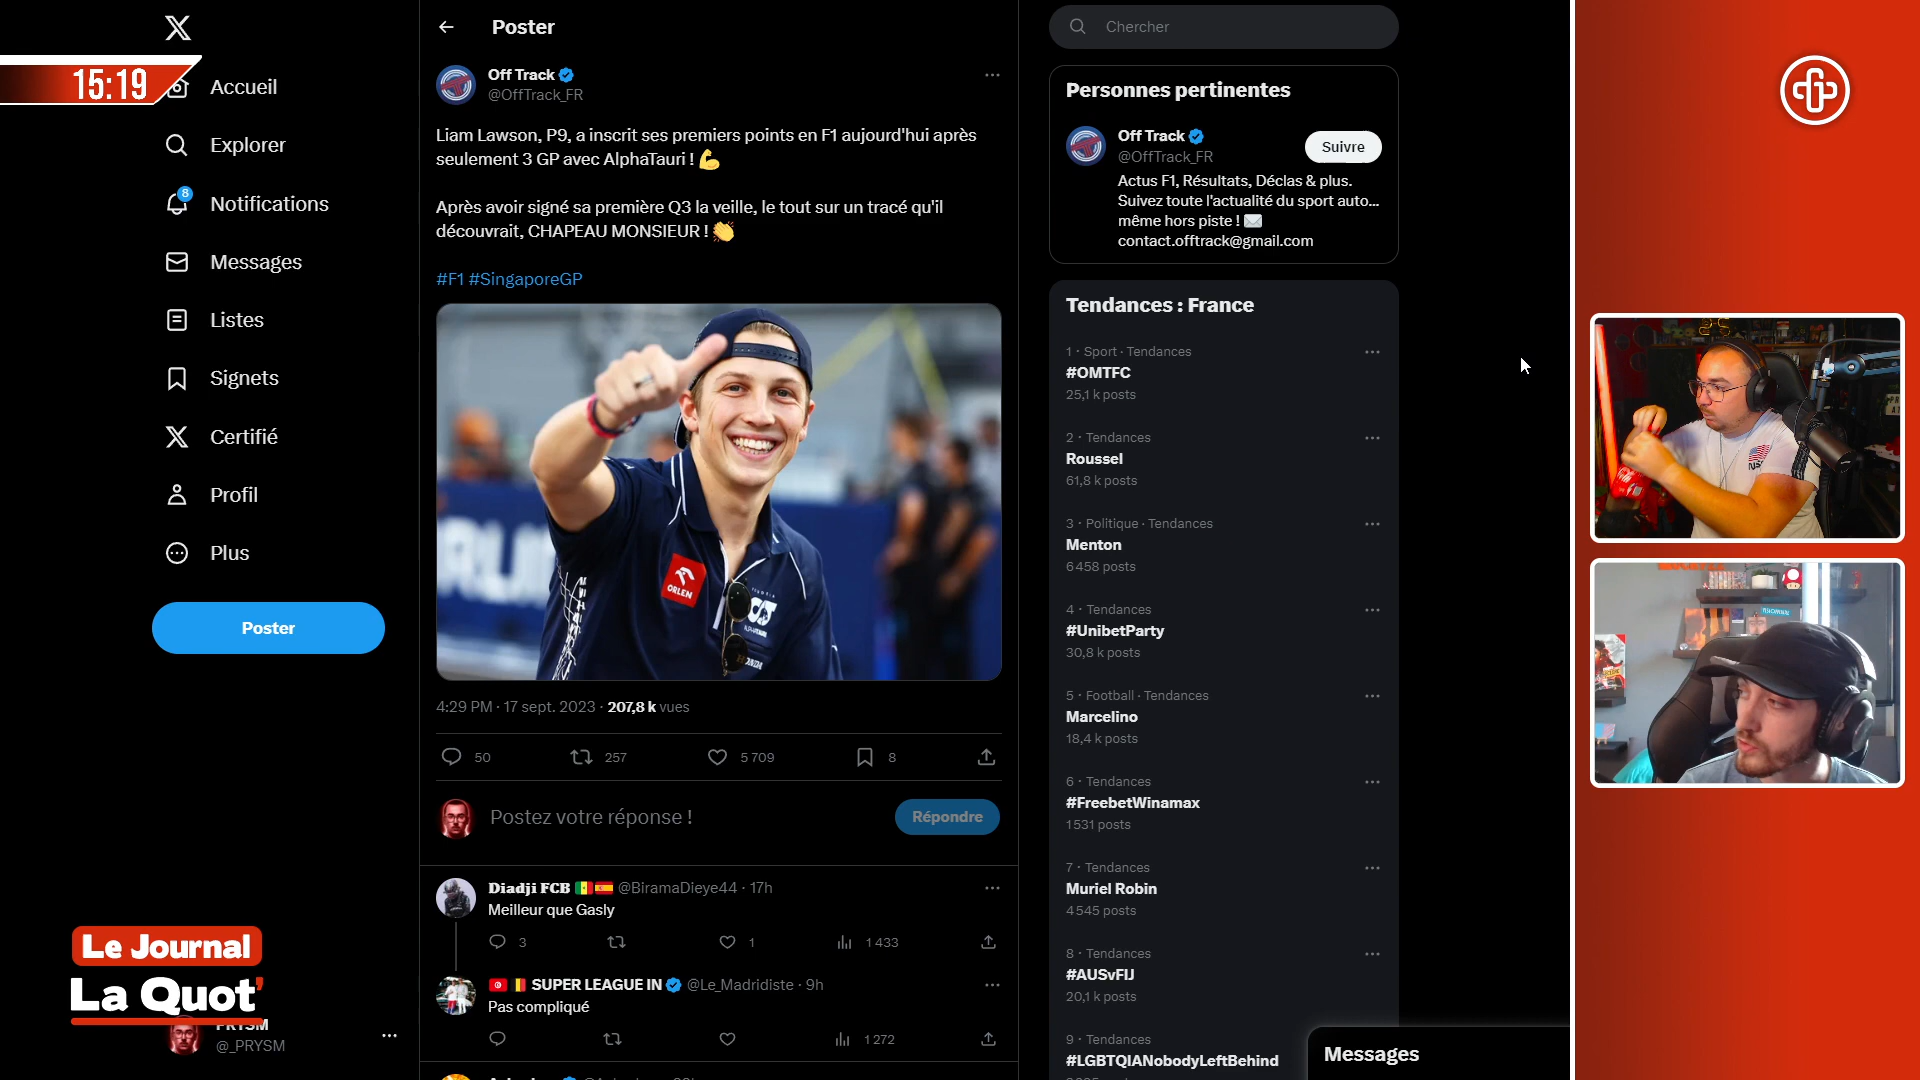 15:19
Accueil
Explorer
8
Notifications
Messages
Listes
Signets
Certifié
Profil
Plus
Poster
Le Journal
La Quot'
PRYSM
@_PRYSM
Poster
Off Track
@OffTrack_FR
Liam Lawson, P9, a inscrit ses premiers points en F1 aujourd'hui après
seulement 3 GP avec AlphaTauri ! 💪
Après avoir signé sa première Q3 la veille, le tout sur un tracé qu'il
découvrait, CHAPEAU MONSIEUR ! 👏
#F1 #SingaporeGP
ORLEN
HONDA
4:29 PM · 17 sept. 2023 · 207,8 k vues
50
257
5 709
8
Postez votre réponse !
Répondre
Diadji FCB 🇸🇳🇪🇸 @BiramaDieye44 · 17h
Meilleur que Gasly
3
1
1 433
🇹🇳 🇧🇪 SUPER LEAGUE IN @Le_Madridiste · 9h
Pas compliqué
1 272
Chercher
Personnes pertinentes
Off Track
@OffTrack_FR
Suivre
Actus F1, Résultats, Déclas & plus.
Suivez toute l'actualité du sport auto...
même hors piste ! ✉️
contact.offtrack@gmail.com
Tendances : France
1 · Sport · Tendances
#OMTFC
25,1 k posts
2 · Tendances
Roussel
61,8 k posts
3 · Politique · Tendances
Menton
6 458 posts
4 · Tendances
#UnibetParty
30,8 k posts
5 · Football · Tendances
Marcelino
18,4 k posts
6 · Tendances
#FreebetWinamax
1 531 posts
7 · Tendances
Muriel Robin
4 545 posts
8 · Tendances
#AUSvFIJ
20,1 k posts
9 · Tendances
#LGBTQIANobodyLeftBehind
Messages